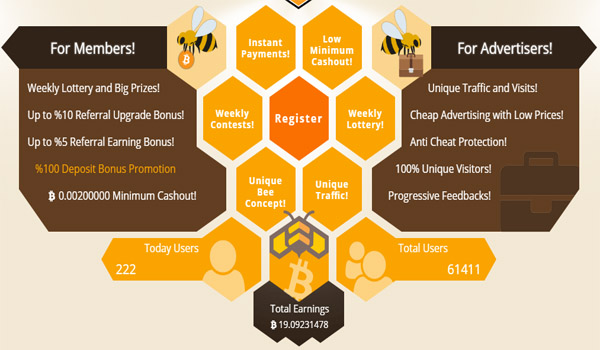 For Members!
Weekly Lottery and Big Prizes!
Up to %10 Referral Upgrade Bonus!
Up to %5 Referral Earning Bonus!
%100 Deposit Bonus Promotion
₿ 0.00200000 Minimum Cashout!
Instant
Payments!
Low
Minimum
Cashout!
Weekly
Contests!
Register
Weekly
Lottery!
Unique
Bee
Concept!
Unique
Traffic!
For Advertisers!
Unique Traffic and Visits!
Cheap Advertising with Low Prices!
Anti Cheat Protection!
100% Unique Visitors!
Progressive Feedbacks!
Today Users
222
Total Users
61411
Total Earnings
₿ 19.09231478